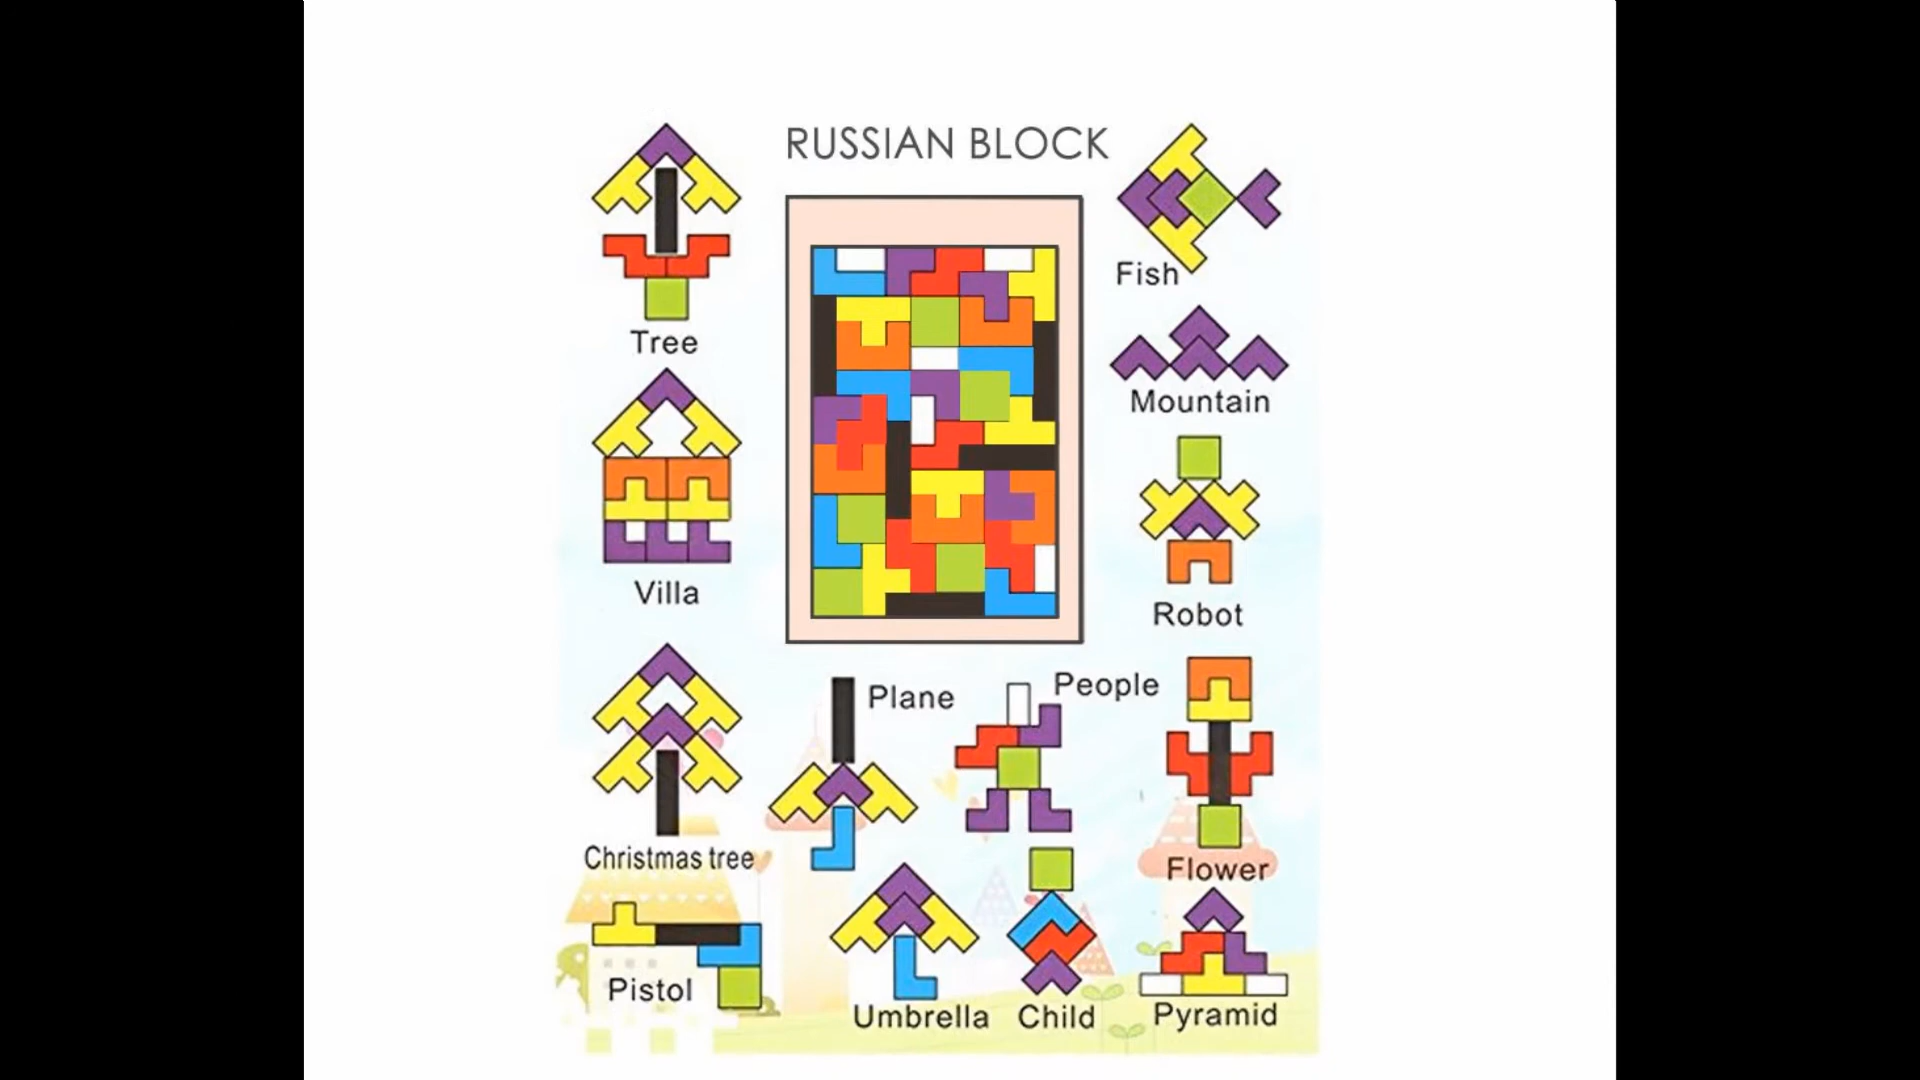 RUSSIAN BLOCK
Tree
Fish
Mountain
Villa
Robot
Plane
People
Christmas tree
Flower
Pistol
Umbrella
Child
Pyramid